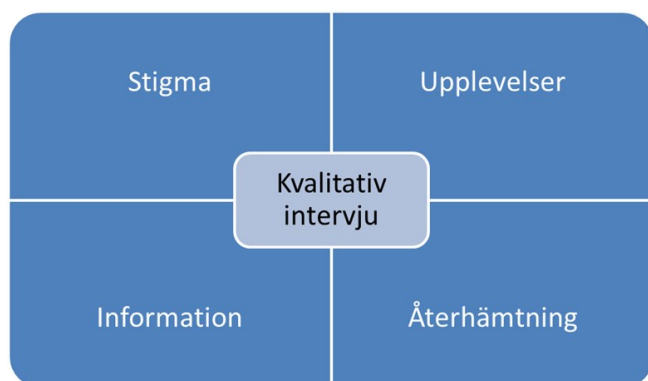 Stigma
Upplevelser
Kvalitativ
intervju
Information
Återhämtning